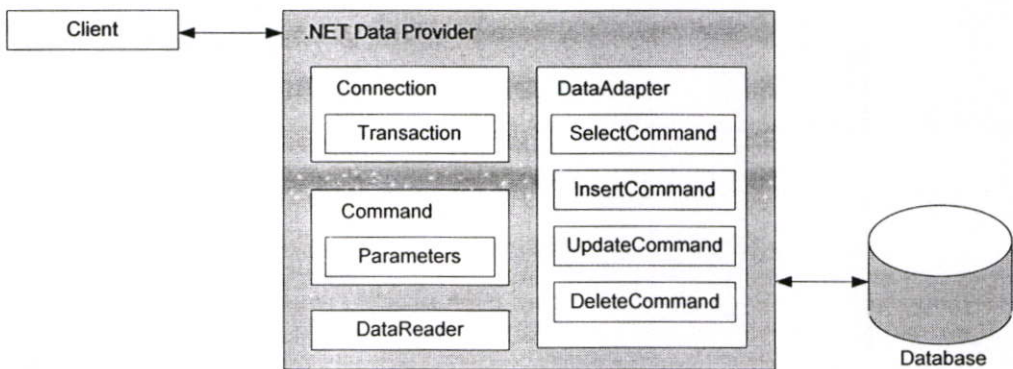 Client
.NET Data Provider
Connection
Transaction
Command
Parameters
DataReader
DataAdapter
SelectCommand
InsertCommand
UpdateCommand
DeleteCommand
Database